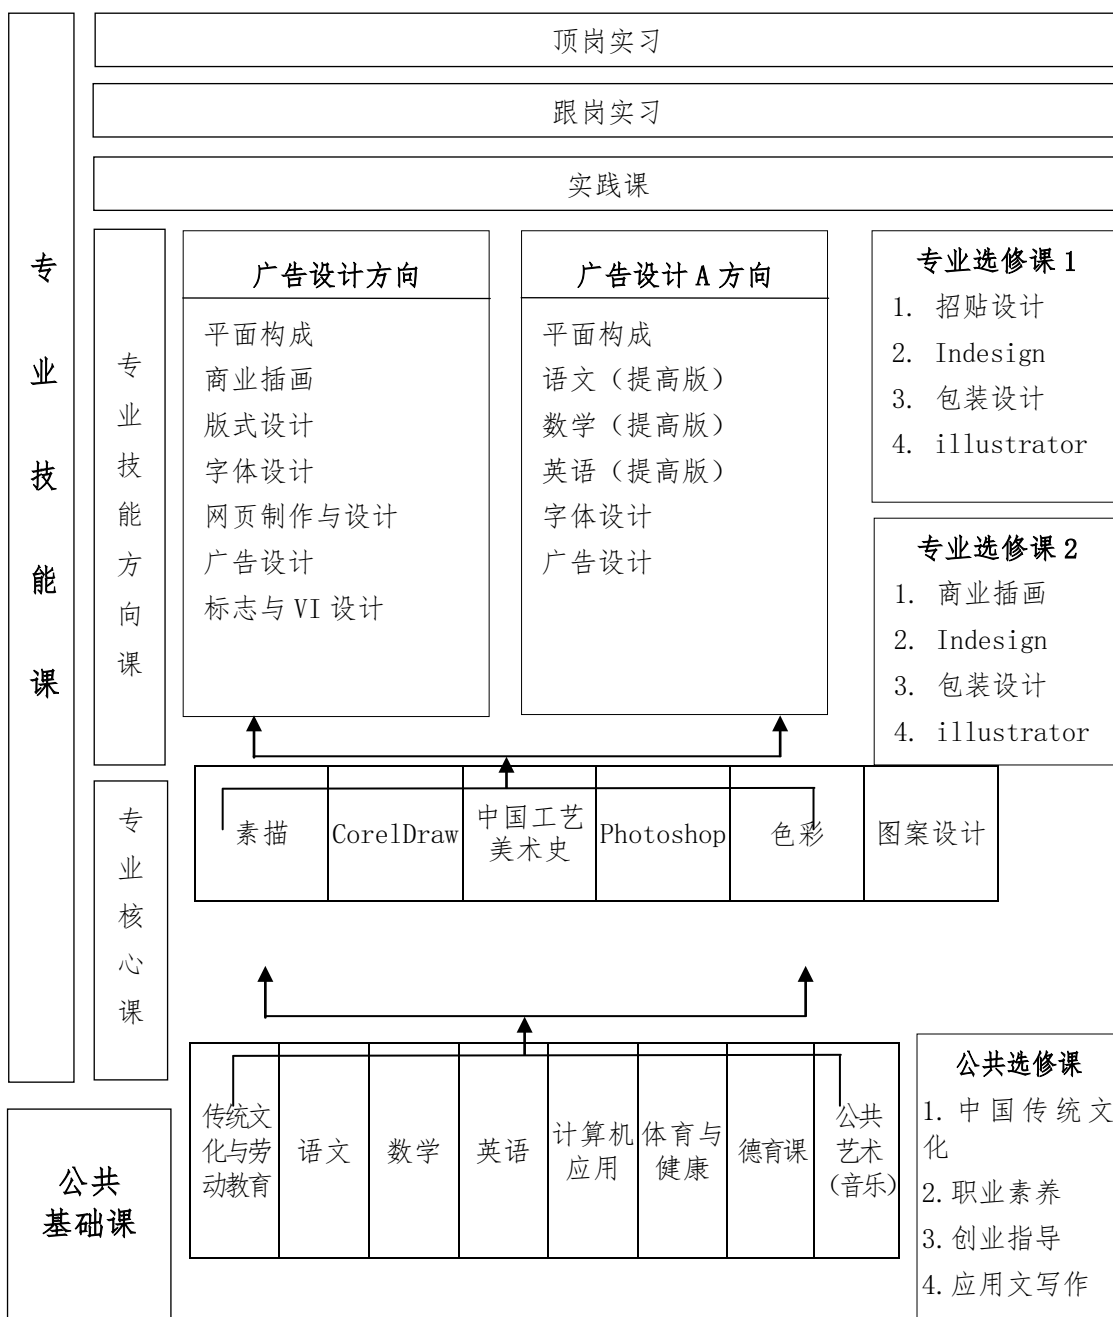 顶岗实习
跟岗实习
实践课
专
业
技
能
课
专
业
技
能
方
向
课
广告设计方向
平面构成
商业插画
版式设计
字体设计
网页制作与设计
广告设计
标志与 VI 设计
广告设计 A 方向
平面构成
语文（提高版）
数学（提高版）
英语（提高版）
字体设计
广告设计
专业选修课 1
1. 招贴设计
2. Indesign
3. 包装设计
4. illustrator
专业选修课 2
1. 商业插画
2. Indesign
3. 包装设计
4. illustrator
专
业
核
心
课
素描
CorelDraw
中国工艺
美术史
Photoshop
色彩
图案设计
公共
基础课
传统文
化与劳
动教育
语文
数学
英语
计算机
应用
体育与
健康
德育课
公共
艺术
（音乐）
公共选修课
1. 中国传统文
化
2. 职业素养
3. 创业指导
4. 应用文写作